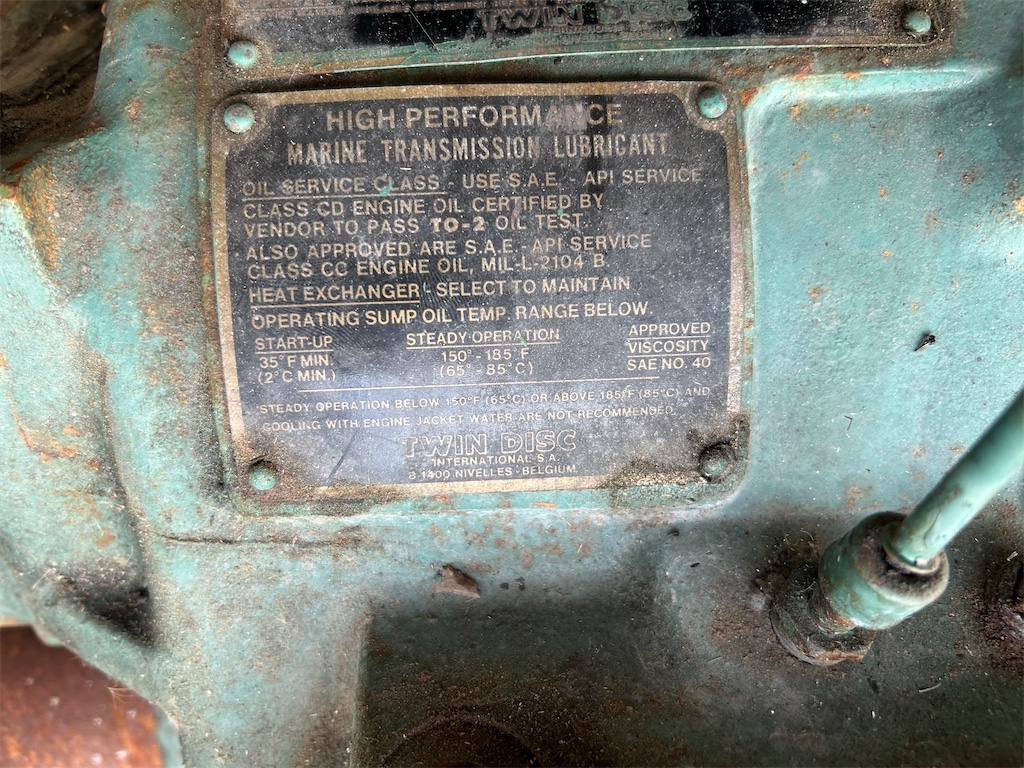 TWIN DISC
HIGH PERFORMANCE
MARINE TRANSMISSION LUBRICANT
OIL SERVICE CLASS - USE S.A.E. - API SERVICE
CLASS CD ENGINE OIL CERTIFIED BY
VENDOR TO PASS TO-2 OIL TEST
ALSO APPROVED ARE S.A.E. - API SERVICE
CLASS CC ENGINE OIL, MIL-L-2104 B.
HEAT EXCHANGER - SELECT TO MAINTAIN
OPERATING SUMP OIL TEMP. RANGE BELOW.
START-UP STEADY OPERATION APPROVED
VISCOSITY
35°F MIN. 150° - 185°F SAE NO. 40
(2°C MIN.) (65° - 85°C)
*STEADY OPERATION BELOW 150°F (65°C) OR ABOVE 185°F (85°C) AND
COOLING WITH ENGINE JACKET WATER ARE NOT RECOMMENDED.
TWIN DISC
INTERNATIONAL S.A.
B 1400 NIVELLES - BELGIUM